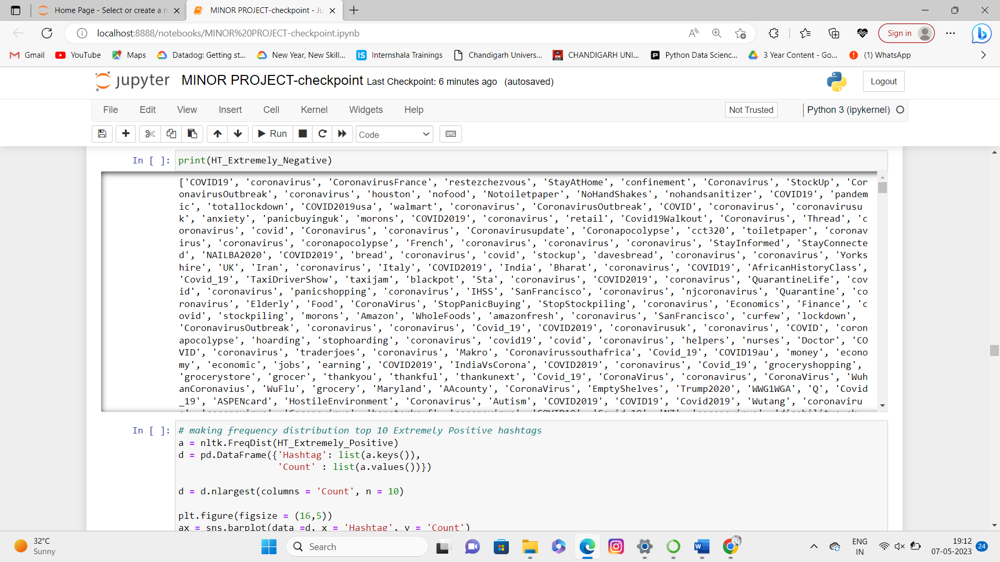 Home Page - Select or create a n
MINOR PROJECT-checkpoint - Ju
localhost:8888/notebooks/MINOR%20PROJECT-checkpoint.ipynb
Sign in
Gmail
YouTube
Maps
Datadog: Getting st...
New Year, New Skill...
Internshala Trainings
Chandigarh Univers...
CHANDIGARH UNI...
Python Data Scienc...
3 Year Content - Go...
(1) WhatsApp
jupyter MINOR PROJECT-checkpoint Last Checkpoint: 6 minutes ago (autosaved)
Logout
File Edit View Insert Cell Kernel Widgets Help
Not Trusted
Python 3 (ipykernel)
Run
Code
In [ ]: print(HT_Extremely_Negative)
['COVID19', 'coronavirus', 'CoronavirusFrance', 'restezchezvous', 'StayAtHome', 'confinement', 'Coronavirus', 'StockUp', 'Cor
onavirusOutbreak', 'coronavirus', 'houston', 'nofood', 'Notoiletpaper', 'NoHandShakes', 'nohandsanitizer', 'COVID19', 'pandem
ic', 'totallockdown', 'COVID2019usa', 'walmart', 'coronavirus', 'CoronavirusOutbreak', 'COVID', 'coronavirus', 'coronavirusu
k', 'anxiety', 'panicbuyinguk', 'morons', 'COVID2019', 'coronavirus', 'retail', 'Covid19Walkout', 'Coronavirus', 'Thread', 'c
oronavirus', 'covid', 'Coronavirus', 'coronavirus', 'Coronavirusupdate', 'Coronapocolypse', 'cct320', 'toiletpaper', 'coronav
irus', 'coronavirus', 'coronapocolypse', 'French', 'coronavirus', 'coronavirus', 'coronavirus', 'StayInformed', 'StayConnecte
d', 'NAILBA2020', 'COVID2019', 'bread', 'coronavirus', 'covid', 'stockup', 'davesbread', 'coronavirus', 'coronavirus', 'Yorks
hire', 'UK', 'Iran', 'coronavirus', 'Italy', 'COVID2019', 'India', 'Bharat', 'coronavirus', 'COVID19', 'AfricanHistoryClass',
'Covid_19', 'TaxiDriverShow', 'taxijam', 'blackpot', 'Sta', 'coronavirus', 'COVID2019', 'coronavirus', 'QuarantineLife', 'cov
id', 'coronavirus', 'panicshopping', 'coronavirus', 'IHSS', 'SanFrancisco', 'coronavirus', 'njcoronavirus', 'Quarantine', 'co
ronavirus', 'Elderly', 'Food', 'CoronaVirus', 'StopPanicBuying', 'StopStockpiling', 'coronavirus', 'Economics', 'Finance', 'c
ovid', 'stockpiling', 'morons', 'Amazon', 'WholeFoods', 'amazonfresh', 'coronavirus', 'SanFrancisco', 'curfew', 'lockdown',
'CoronavirusOutbreak', 'coronavirus', 'coronavirus', 'Covid_19', 'COVID2019', 'coronavirusuk', 'coronavirus', 'COVID', 'coron
apocolypse', 'hoarding', 'stophoarding', 'coronavirus', 'covid19', 'covid', 'coronavirus', 'helpers', 'nurses', 'Doctor', 'CO
VID', 'coronavirus', 'traderjoes', 'coronavirus', 'Makro', 'Coronavirussouthafrica', 'Covid_19', 'COVID19au', 'money', 'econo
my', 'economic', 'jobs', 'earning', 'COVID2019', 'IndiaVsCorona', 'COVID2019', 'coronavirus', 'Covid_19', 'groceryshopping',
'grocerystore', 'grocer', 'thankyou', 'thankful', 'thankunext', 'Covid_19', 'CoronaVirus', 'coronavirus', 'CoronaVirus', 'Wuh
anCoronavius', 'WuFlu', 'grocery', 'Maryland', 'AAcounty', 'CoronaVirus', 'EmptyShelves', 'Trump2020', 'WWG1WGA', 'Q', 'Covid
_19', 'ASPENcard', 'HostileEnvironment', 'Coronavirus', 'Autism', 'COVID2019', 'COVID19', 'Covid2019', 'Wutang', 'coronaviru
In [ ]: # making frequency distribution top 10 Extremely Positive hashtags
a = nltk.FreqDist(HT_Extremely_Positive)
d = pd.DataFrame({'Hashtag': list(a.keys()),
'Count' : list(a.values())})
d = d.nlargest(columns = 'Count', n = 10)
plt.figure(figsize = (16,5))
ax = sns.barplot(data =d, x = 'Hashtag', y = 'Count')
32°C
Sunny
Search
ENG
IN
19:12
07-05-2023
24